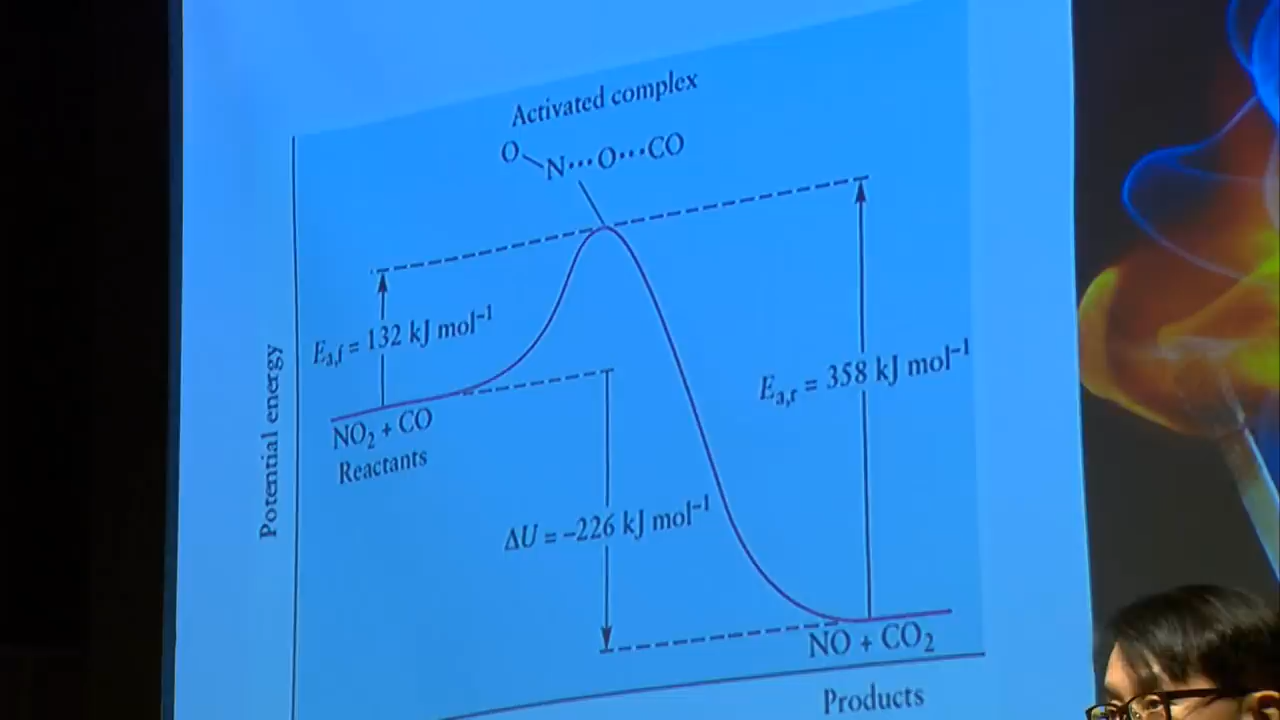 Activated complex
O
N···O···CO
Potential energy
Eₐ,f = 132 kJ mol⁻¹
Eₐ,r = 358 kJ mol⁻¹
NO₂ + CO
Reactants
ΔU = –226 kJ mol⁻¹
NO + CO₂
Products